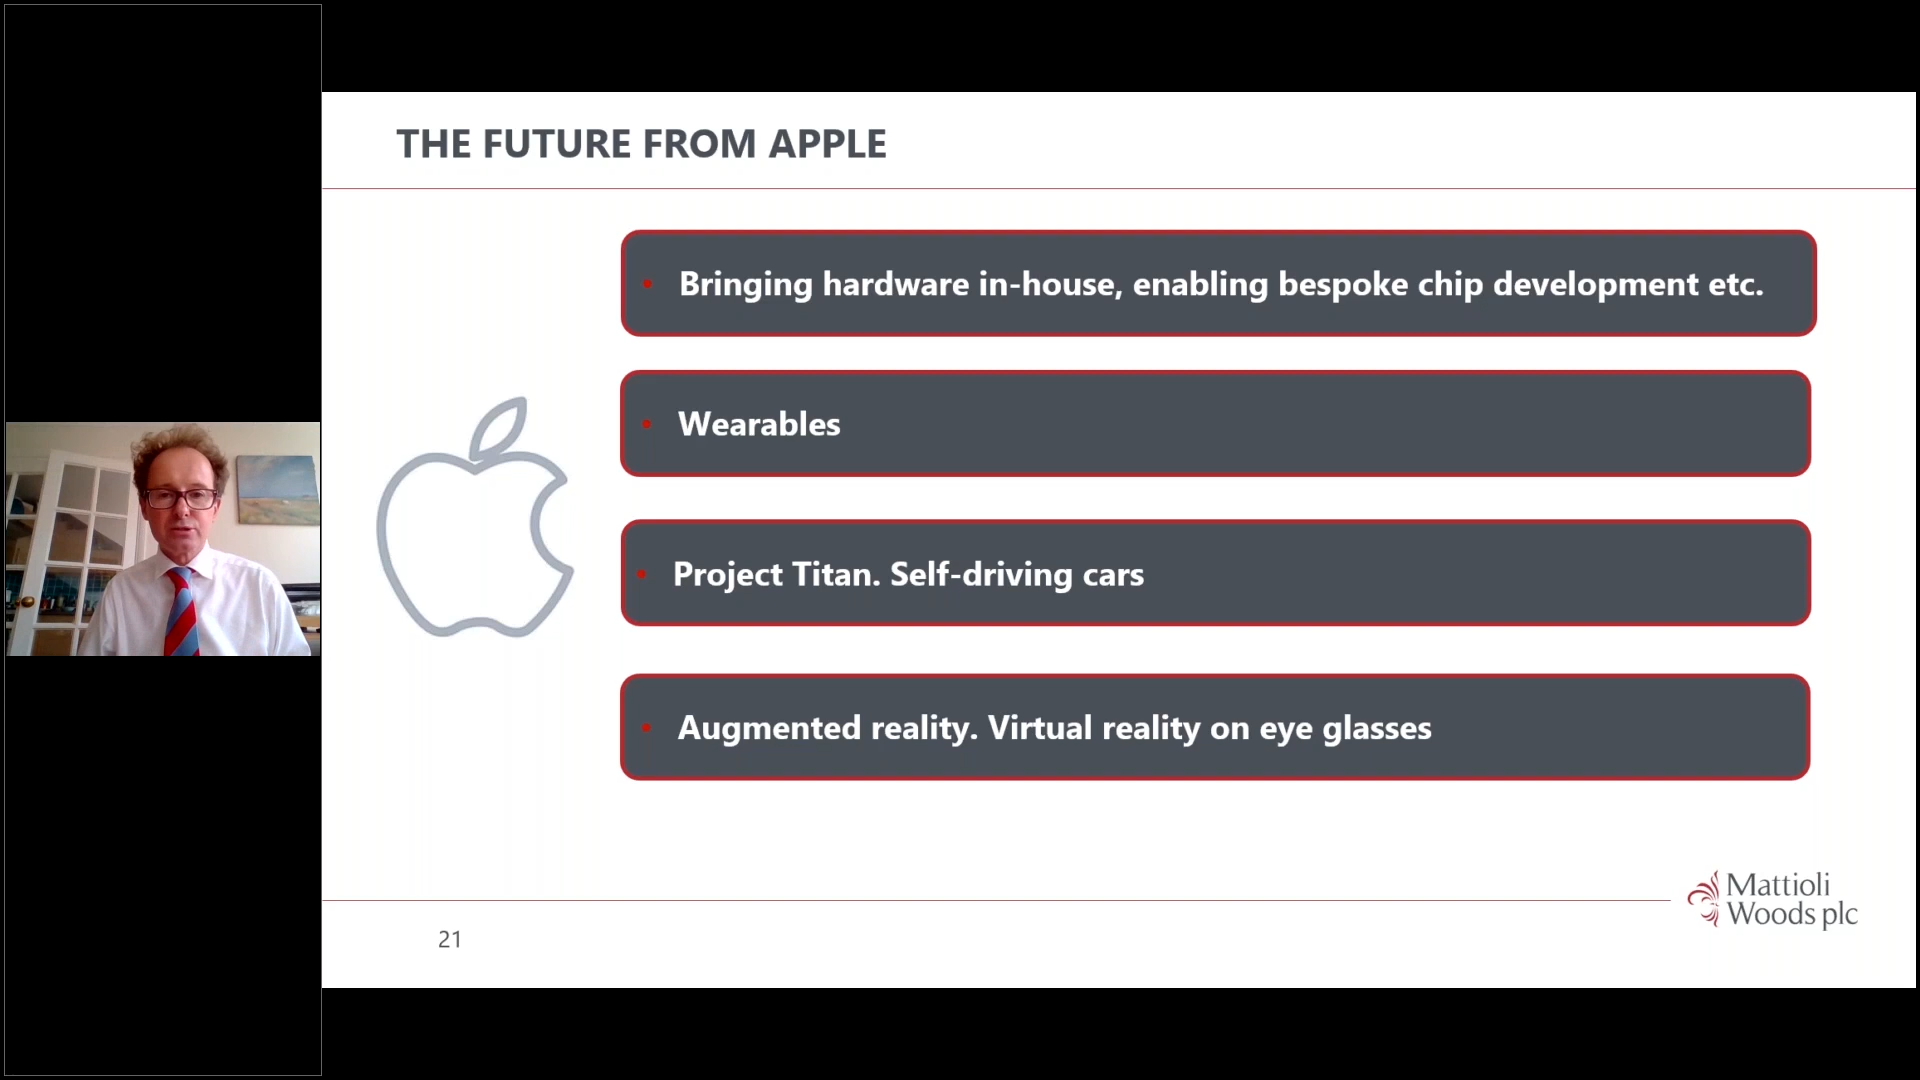 THE FUTURE FROM APPLE
• Bringing hardware in-house, enabling bespoke chip development etc.
• Wearables
• Project Titan. Self-driving cars
• Augmented reality. Virtual reality on eye glasses
Mattioli
Woods plc
21